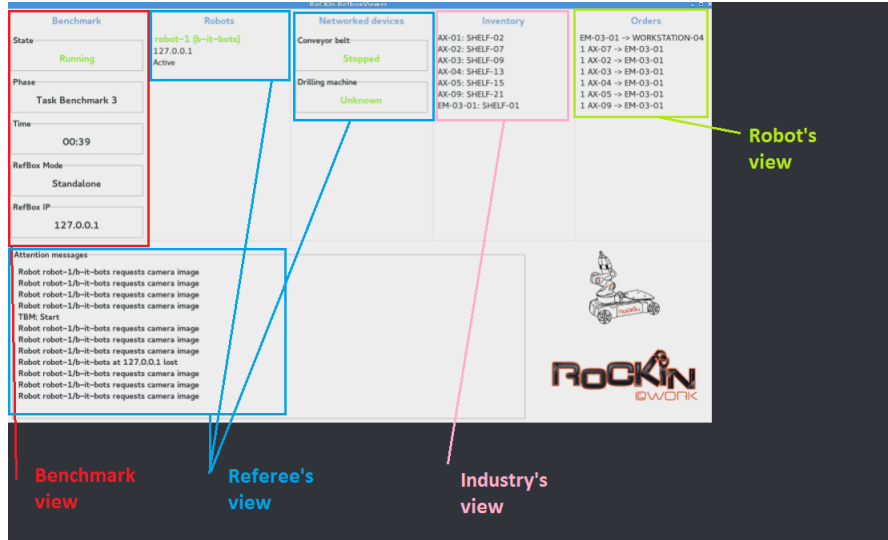 RoCKIn RefboxViewer
Benchmark
State
Running
Phase
Task Benchmark 3
Time
00:39
RefBox Mode
Standalone
RefBox IP
127.0.0.1
Robots
robot-1 (b-it-bots)
127.0.0.1
Active
Networked devices
Conveyor belt
Stopped
Drilling machine
Unknown
Inventory
AX-01: SHELF-02
AX-02: SHELF-07
AX-03: SHELF-09
AX-04: SHELF-13
AX-05: SHELF-15
AX-09: SHELF-21
EM-03-01: SHELF-01
Orders
EM-03-01 -> WORKSTATION-04
1 AX-07 -> EM-03-01
1 AX-02 -> EM-03-01
1 AX-03 -> EM-03-01
1 AX-04 -> EM-03-01
1 AX-05 -> EM-03-01
1 AX-09 -> EM-03-01
Robot's
view
Attention messages
Robot robot-1/b-it-bots requests camera image
Robot robot-1/b-it-bots requests camera image
Robot robot-1/b-it-bots requests camera image
Robot robot-1/b-it-bots requests camera image
TBM: Start
Robot robot-1/b-it-bots requests camera image
Robot robot-1/b-it-bots requests camera image
Robot robot-1/b-it-bots requests camera image
Robot robot-1/b-it-bots at 127.0.0.1 lost
Robot robot-1/b-it-bots requests camera image
Robot robot-1/b-it-bots requests camera image
Robot robot-1/b-it-bots requests camera image
RoCKIn
RoCKIn
@WORK
Benchmark
view
Referee's
view
Industry's
view